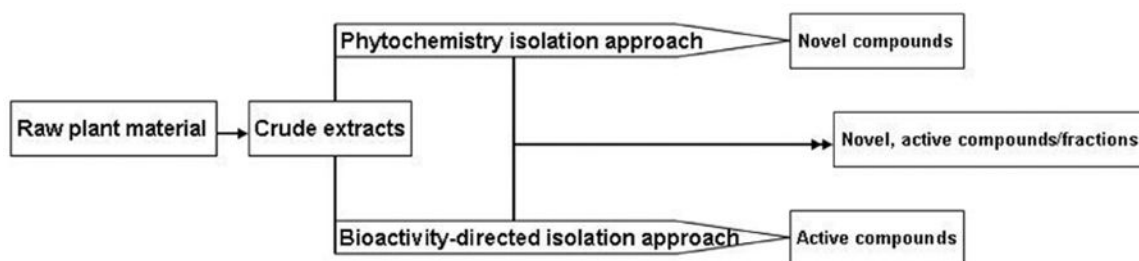 Phytochemistry isolation approach
Novel compounds
Raw plant material
Crude extracts
Novel, active compounds/fractions
Bioactivity-directed isolation approach
Active compounds